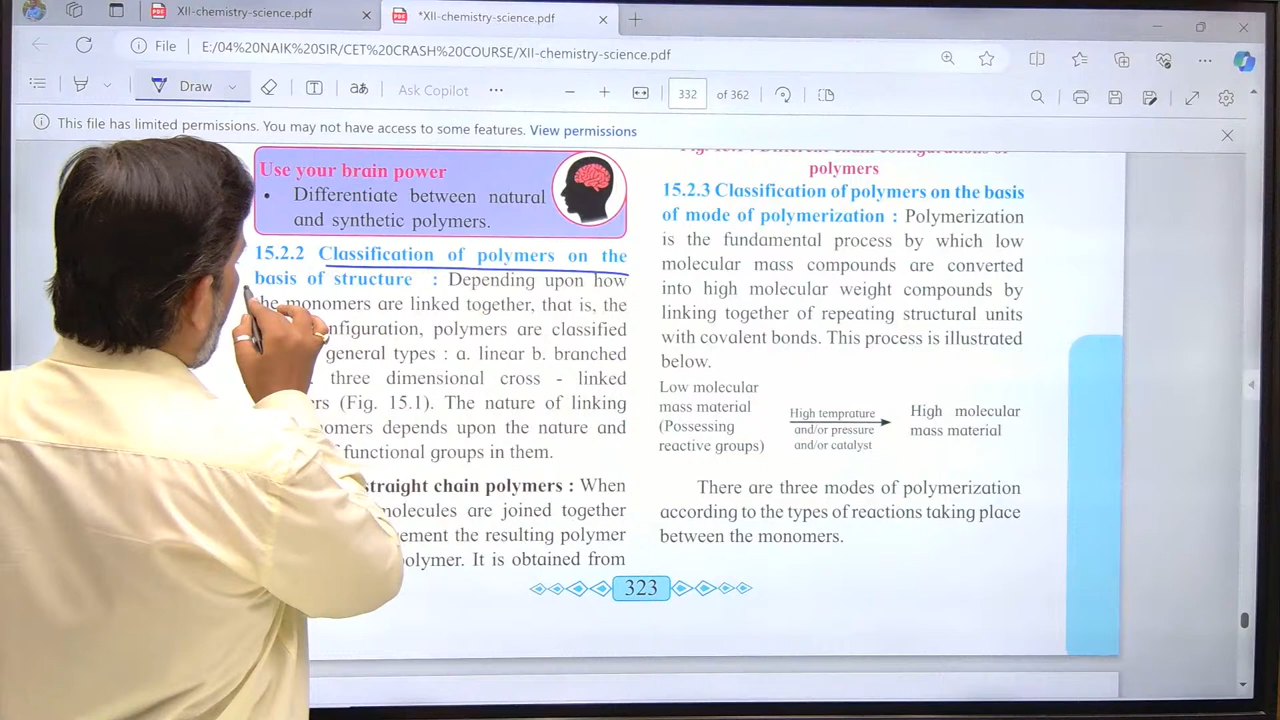 XII-chemistry-science.pdf
*XII-chemistry-science.pdf
File
E:/04%20NAIK%20SIR/CET%20CRASH%20COURSE/XII-chemistry-science.pdf
Draw
Ask Copilot
332 of 362
This file has limited permissions. You may not have access to some features. View permissions
Use your brain power
• Differentiate between natural
and synthetic polymers.
15.2.2 Classification of polymers on the
basis of structure : Depending upon how
he monomers are linked together, that is, the
nfiguration, polymers are classified
general types : a. linear b. branched
three dimensional cross - linked
ers (Fig. 15.1). The nature of linking
nomers depends upon the nature and
functional groups in them.
straight chain polymers : When
nolecules are joined together
ement the resulting polymer
polymer. It is obtained from
polymers
15.2.3 Classification of polymers on the basis
of mode of polymerization : Polymerization
is the fundamental process by which low
molecular mass compounds are converted
into high molecular weight compounds by
linking together of repeating structural units
with covalent bonds. This process is illustrated
below.
Low molecular
mass material
(Possessing
reactive groups)
High temprature
and/or pressure
and/or catalyst
High molecular
mass material
There are three modes of polymerization
according to the types of reactions taking place
between the monomers.
323